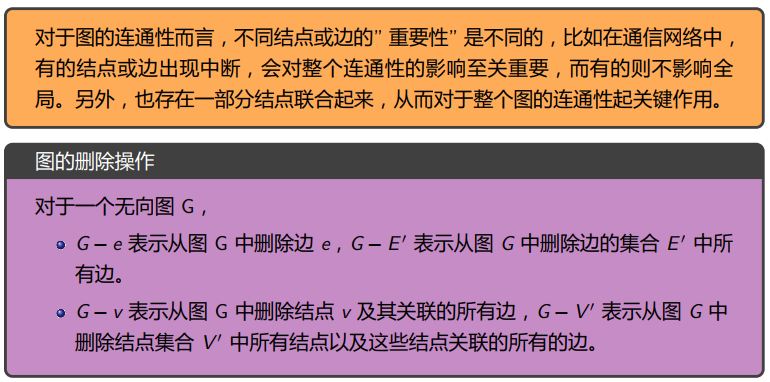 对于图的连通性而言，不同结点或边的” 重要性” 是不同的，比如在通信网络中，
有的结点或边出现中断，会对整个连通性的影响至关重要，而有的则不影响全
局。另外，也存在一部分结点联合起来，从而对于整个图的连通性起关键作用。
图的删除操作
对于一个无向图 G，
G − e 表示从图 G 中删除边 e，G − E′ 表示从图 G 中删除边的集合 E′ 中所
有边。
G − v 表示从图 G 中删除结点 v 及其关联的所有边，G − V′ 表示从图 G 中
删除结点集合 V′ 中所有结点以及这些结点关联的所有的边。